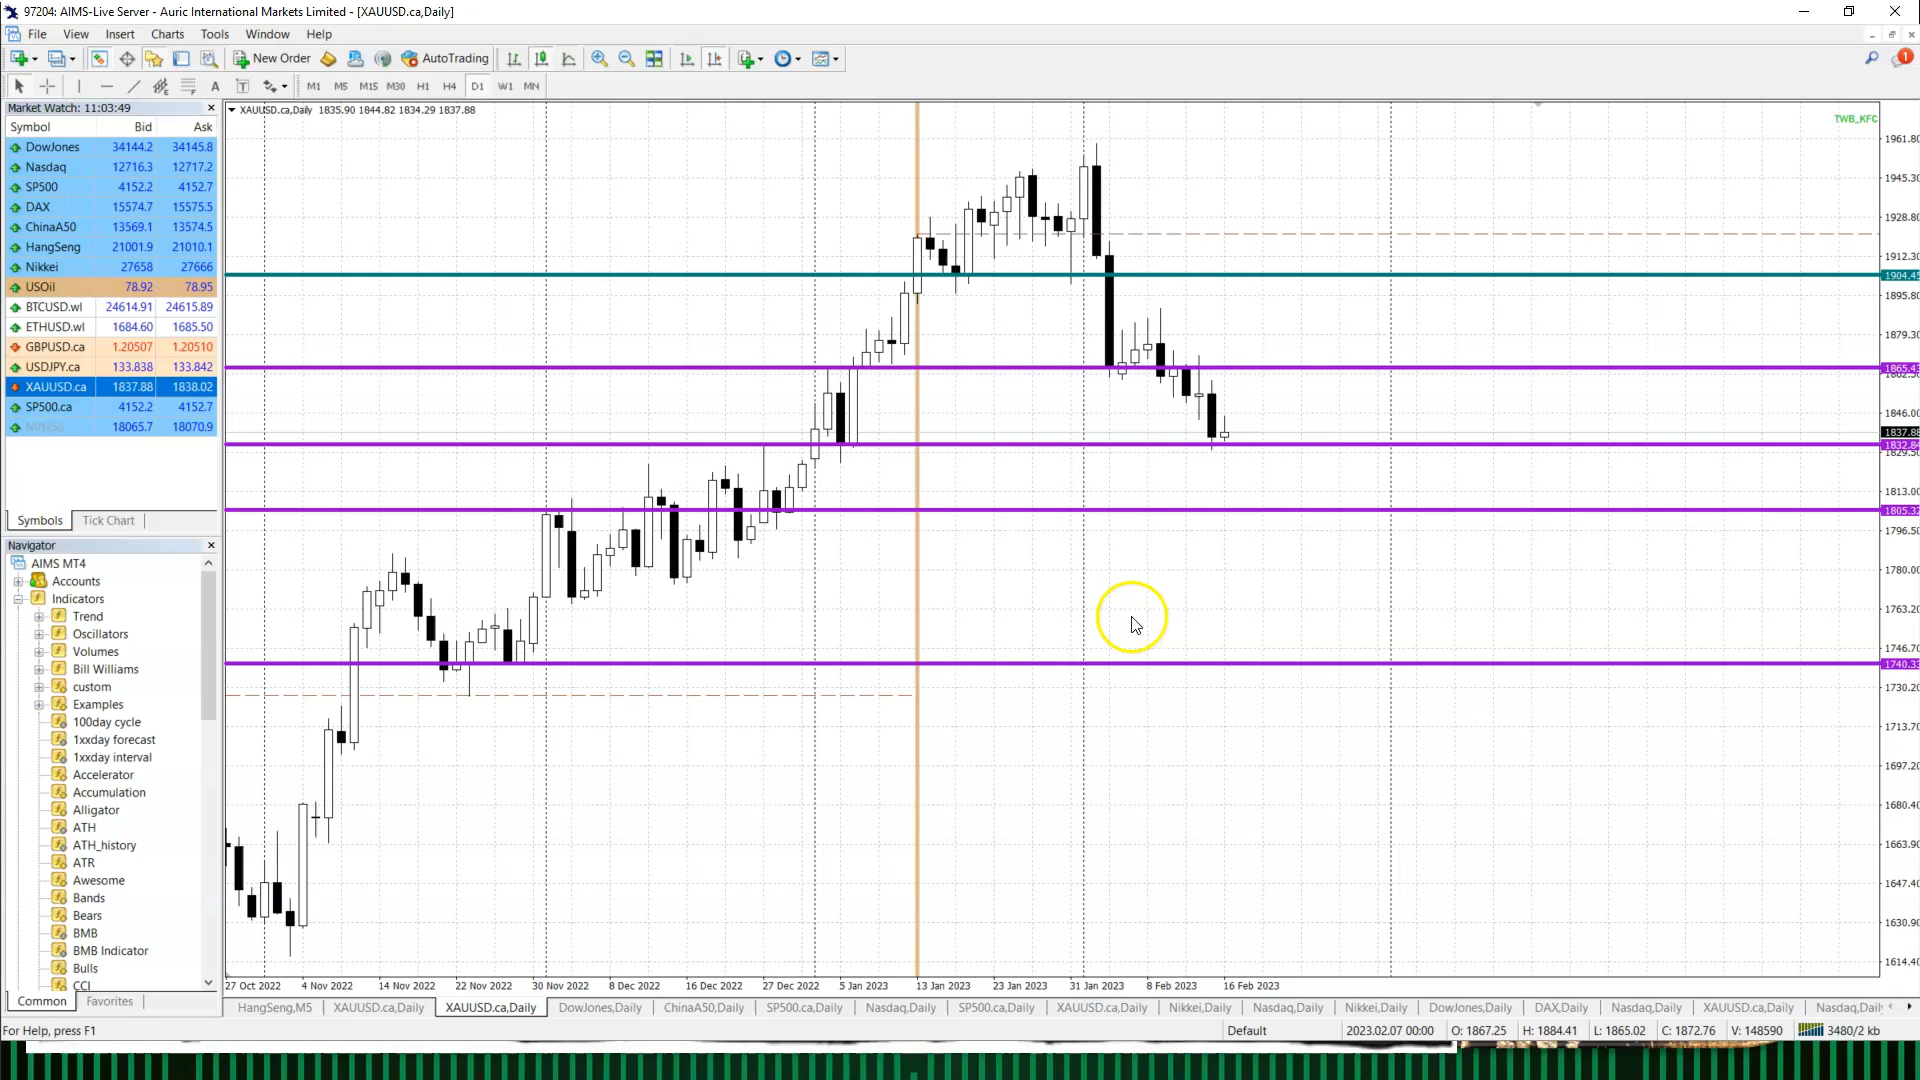 97204: AIMS-Live Server - Auric International Markets Limited - [XAUUSD.ca,Daily]
File View Insert Charts Tools Window Help
New Order AutoTrading
A T M1 M5 M15 M30 H1 H4 D1 W1 MN
1
Market Watch: 11:03:49
Symbol Bid Ask
DowJones 34144.2 34145.8
Nasdaq 12716.3 12717.2
SP500 4152.2 4152.7
DAX 15574.7 15575.5
ChinaA50 13569.1 13574.5
HangSeng 21001.9 21010.1
Nikkei 27658 27666
USOil 78.92 78.95
BTCUSD.wl 24614.91 24615.89
ETHUSD.wl 1684.60 1685.50
GBPUSD.ca 1.20507 1.20510
USDJPY.ca 133.838 133.842
XAUUSD.ca 1837.88 1838.02
SP500.ca 4152.2 4152.7
Nifty50 18065.7 18070.9
Symbols Tick Chart
Navigator
AIMS MT4
Accounts
Indicators
Trend
Oscillators
Volumes
Bill Williams
custom
Examples
100day cycle
1xxday forecast
1xxday interval
Accelerator
Accumulation
Alligator
ATH
ATH_history
ATR
Awesome
Bands
Bears
BMB
BMB Indicator
Bulls
CCI
Common Favorites
XAUUSD.ca,Daily 1835.90 1844.82 1834.29 1837.88
TWB_KFC
1961.80
1945.30
1928.80
1912.30
1904.45
1895.80
1879.30
1865.43
1846.00
1837.88
1832.84
1829.50
1813.00
1805.32
1796.50
1780.00
1763.20
1746.70
1740.33
1730.20
1713.70
1697.20
1680.40
1663.90
1647.40
1630.90
1614.40
27 Oct 2022 4 Nov 2022 14 Nov 2022 22 Nov 2022 30 Nov 2022 8 Dec 2022 16 Dec 2022 27 Dec 2022 5 Jan 2023 13 Jan 2023 23 Jan 2023 31 Jan 2023 8 Feb 2023 16 Feb 2023
HangSeng,M5 XAUUSD.ca,Daily XAUUSD.ca,Daily DowJones,Daily ChinaA50,Daily SP500.ca,Daily Nasdaq,Daily SP500.ca,Daily XAUUSD.ca,Daily Nikkei,Daily Nasdaq,Daily Nikkei,Daily DowJones,Daily DAX,Daily Nasdaq,Daily XAUUSD.ca,Daily Nasdaq,Dail
For Help, press F1 Default 2023.02.07 00:00 O: 1867.25 H: 1884.41 L: 1865.02 C: 1872.76 V: 148590 3480/2 kb